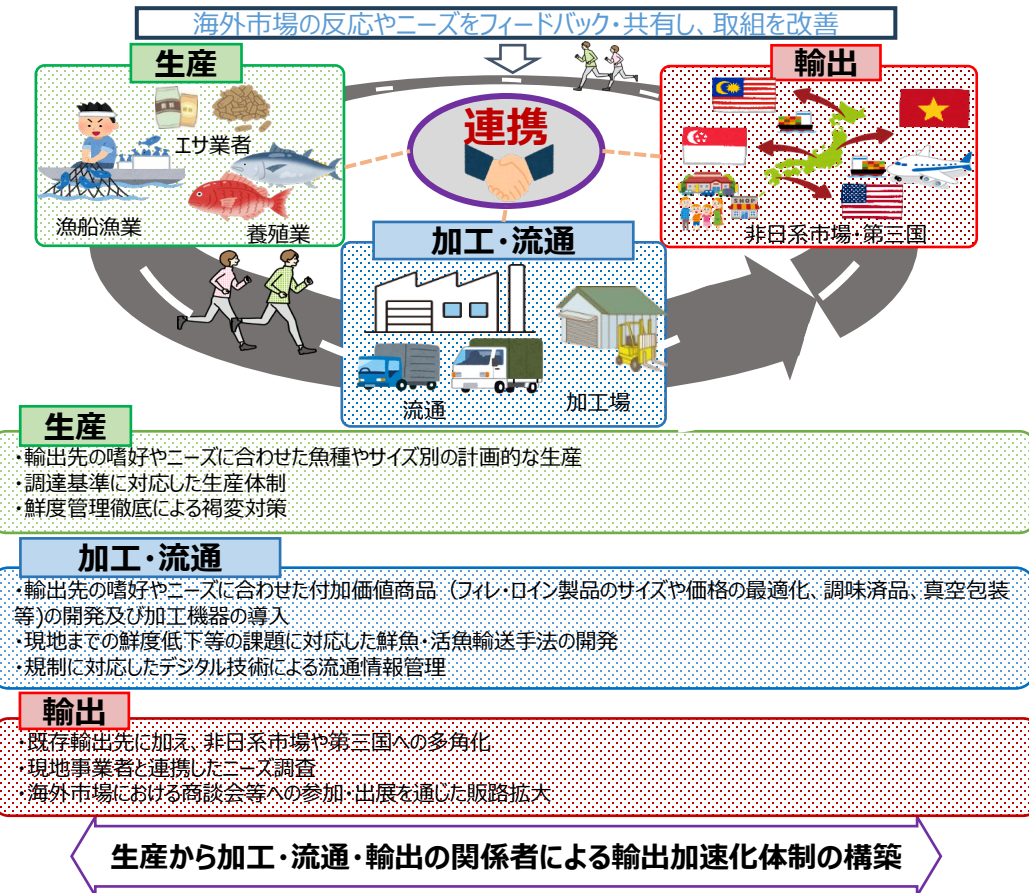 海外市場の反応やニーズをフィードバック・共有し、取組を改善
生産
エサ業者
漁船漁業
養殖業
連携
輸出
SHOP
非日系市場・第三国
加工・流通
流通
加工場
生産
・輸出先の嗜好やニーズに合わせた魚種やサイズ別の計画的な生産
・調達基準に対応した生産体制
・鮮度管理徹底による褐変対策
加工・流通
・輸出先の嗜好やニーズに合わせた付加価値商品（フィレ・ロイン製品のサイズや価格の最適化、調味済品、真空包装
等)の開発及び加工機器の導入
・現地までの鮮度低下等の課題に対応した鮮魚・活魚輸送手法の開発
・規制に対応したデジタル技術による流通情報管理
輸出
・既存輸出先に加え、非日系市場や第三国への多角化
・現地事業者と連携したニーズ調査
・海外市場における商談会等への参加・出展を通じた販路拡大
生産から加工・流通・輸出の関係者による輸出加速化体制の構築